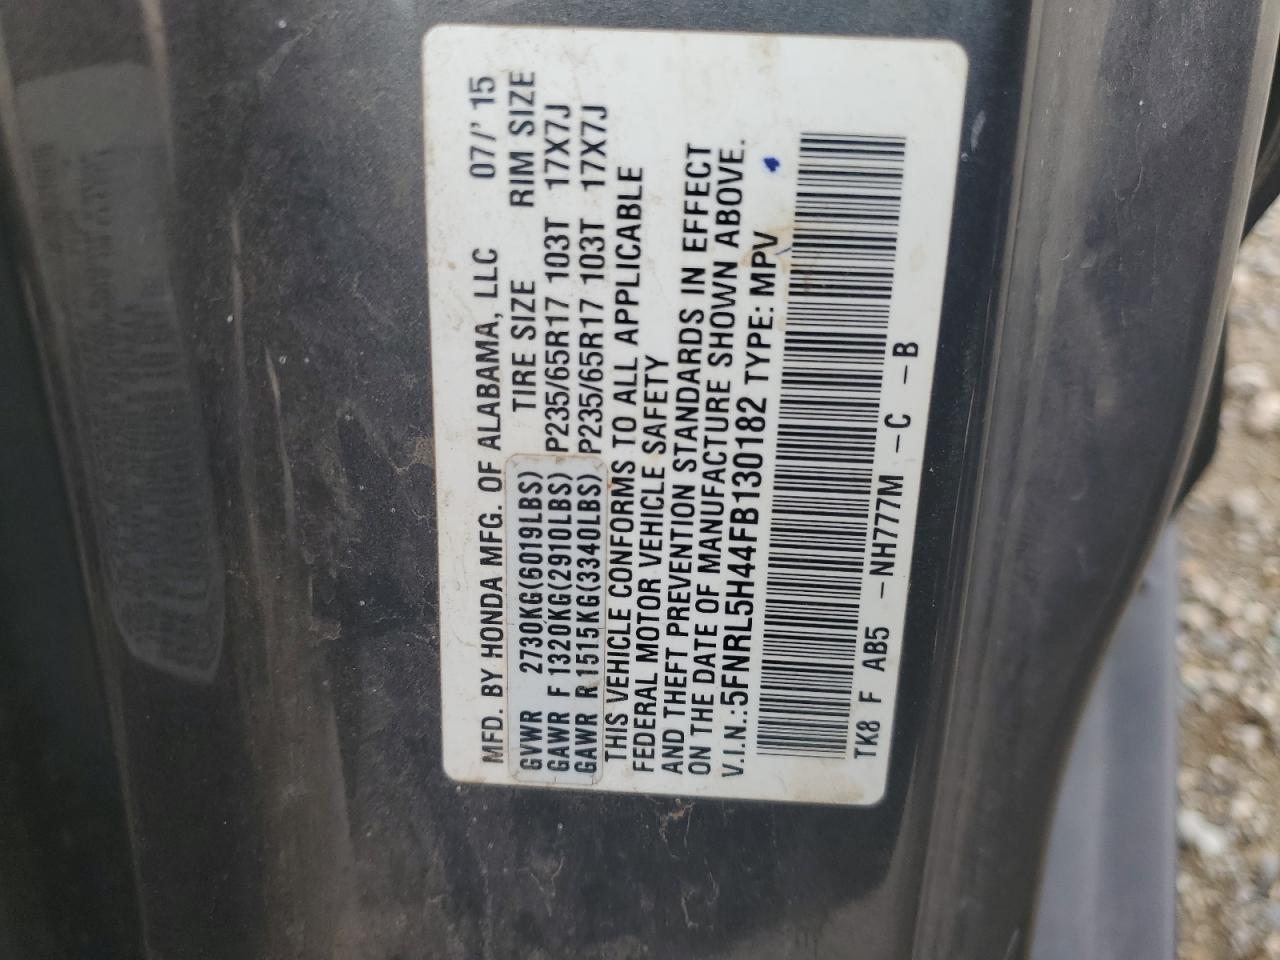 MFD. BY HONDA MFG. OF ALABAMA, LLC 07/'15
TIRE SIZE RIM SIZE
GVWR 2730KG(6019LBS)
GAWR F 1320KG(2910LBS) P235/65R17 103T 17X7J
GAWR R 1515KG(3340LBS) P235/65R17 103T 17X7J
THIS VEHICLE CONFORMS TO ALL APPLICABLE
FEDERAL MOTOR VEHICLE SAFETY
AND THEFT PREVENTION STANDARDS IN EFFECT
ON THE DATE OF MANUFACTURE SHOWN ABOVE.
V.I.N.:5FNRL5H44FB130182 TYPE: MPV
TK8 F AB5 -NH777M -C -B